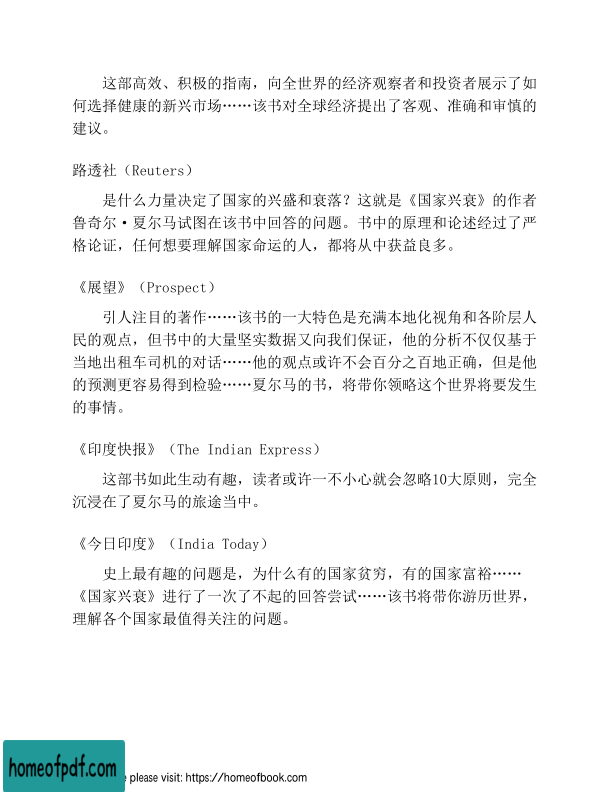 这部高效、积极的指南，向全世界的经济观察者和投资者展示了如
何选择健康的新兴市场……该书对全球经济提出了客观、准确和审慎的
建议。
路透社（Reuters）
是什么力量决定了国家的兴盛和衰落？这就是《国家兴衰》的作者
鲁奇尔·夏尔马试图在该书中回答的问题。书中的原理和论述经过了严
格论证，任何想要理解国家命运的人，都将从中获益良多。
《展望》（Prospect）
引人注目的著作……该书的一大特色是充满本地化视角和各阶层人
民的观点，但书中的大量坚实数据又向我们保证，他的分析不仅仅基于
当地出租车司机的对话……他的观点或许不会百分之百地正确，但是他
的预测更容易得到检验……夏尔马的书，将带你领略这个世界将要发生
的事情。
《印度快报》（The Indian Express）
这部书如此生动有趣，读者或许一不小心就会忽略10大原则，完全
沉浸在了夏尔马的旅途当中。
《今日印度》（India Today）
史上最有趣的问题是，为什么有的国家贫穷，有的国家富裕……
《国家兴衰》进行了一次了不起的回答尝试……该书将带你游历世界，
理解各个国家最值得关注的问题。
homeofpdf.com
please visit: https://homeofbook.com